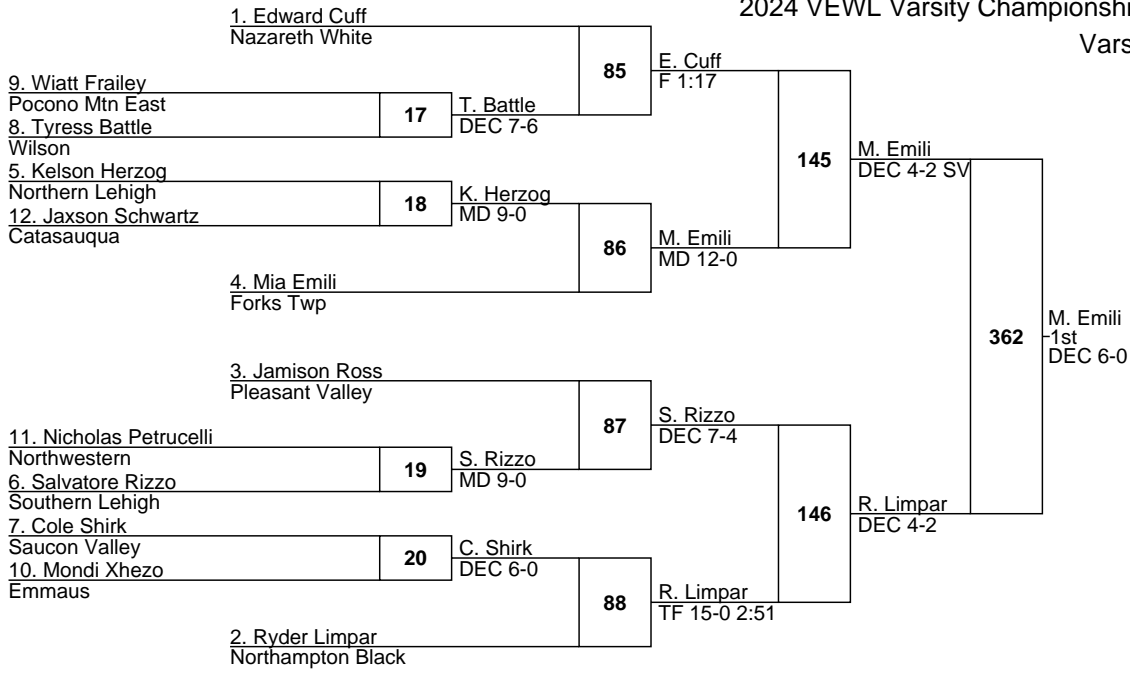 2024 VEWL Varsity Championshi
Vars
1. Edward Cuff
Nazareth White
85
E. Cuff
F 1:17
9. Wiatt Frailey
Pocono Mtn East
17
T. Battle
DEC 7-6
8. Tyress Battle
Wilson
145
M. Emili
DEC 4-2 SV
5. Kelson Herzog
Northern Lehigh
18
K. Herzog
MD 9-0
12. Jaxson Schwartz
Catasauqua
86
M. Emili
MD 12-0
4. Mia Emili
Forks Twp
362
M. Emili
1st
DEC 6-0
3. Jamison Ross
Pleasant Valley
87
S. Rizzo
DEC 7-4
11. Nicholas Petrucelli
Northwestern
19
S. Rizzo
MD 9-0
6. Salvatore Rizzo
Southern Lehigh
146
R. Limpar
DEC 4-2
7. Cole Shirk
Saucon Valley
20
C. Shirk
DEC 6-0
10. Mondi Xhezo
Emmaus
88
R. Limpar
TF 15-0 2:51
2. Ryder Limpar
Northampton Black